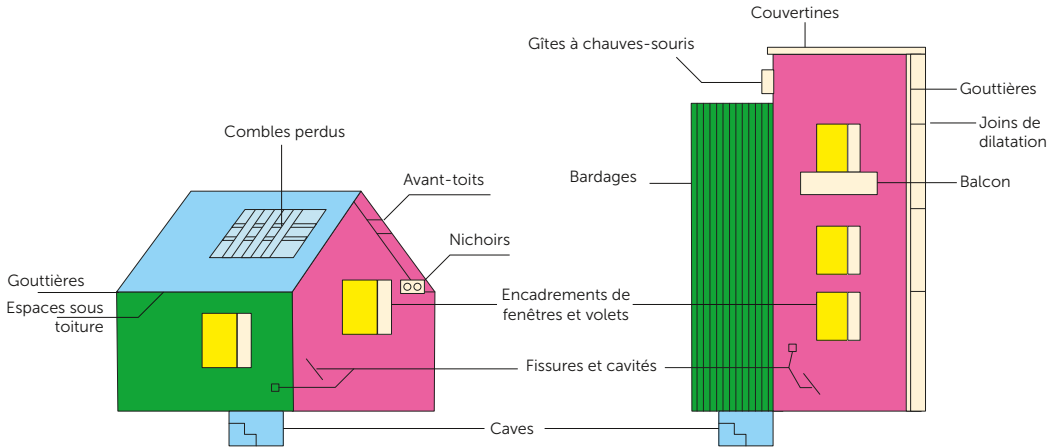 Couvertines
Gîtes à chauves-souris
Gouttières
Combles perdus
Joins de
dilatation
Avant-toits
Bardages
Balcon
Nichoirs
Gouttières
Espaces sous
toiture
Encadrements de
fenêtres et volets
Fissures et cavités
Caves